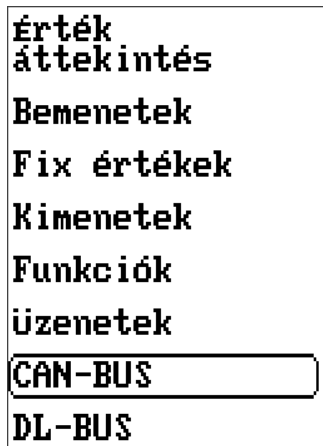 Érték
áttekintés
Bemenetek
Fix értékek
Kimenetek
Funkciók
üzenetek
CAN-BUS
DL-BUS